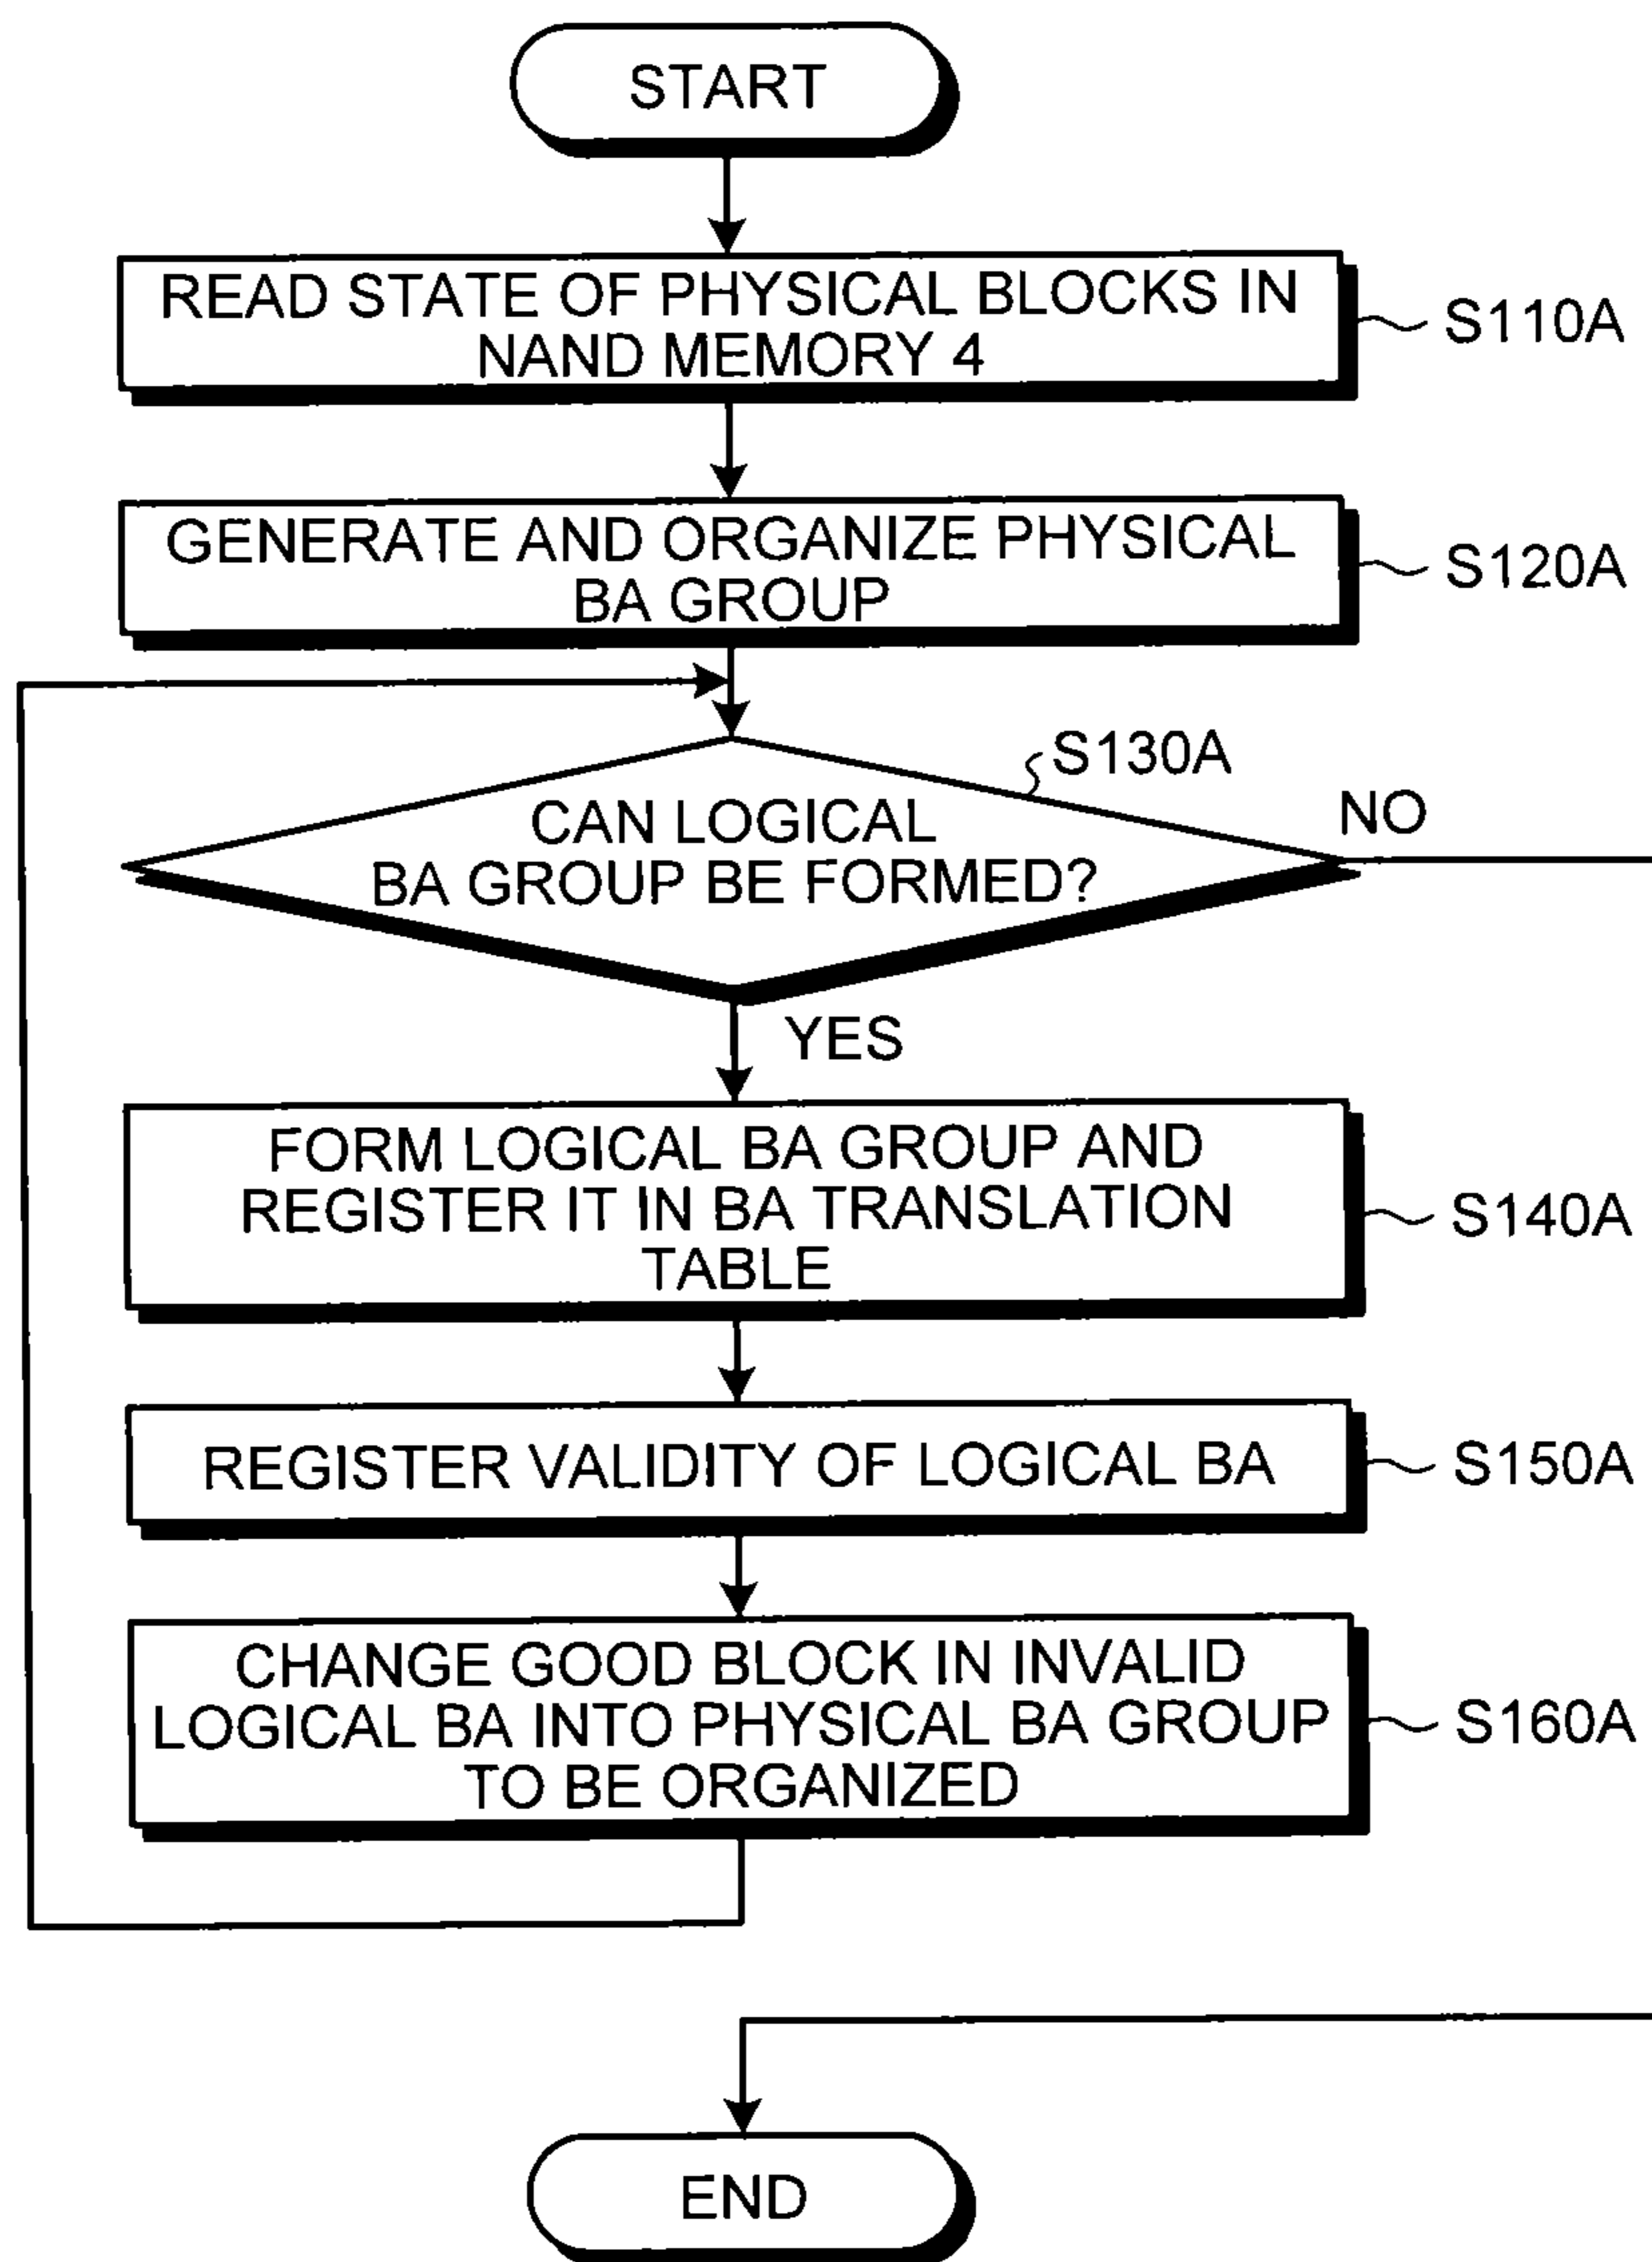 START
READ STATE OF PHYSICAL BLOCKS IN
NAND MEMORY 4
S110A
GENERATE AND ORGANIZE PHYSICAL
BA GROUP
S120A
S130A
CAN LOGICAL
BA GROUP BE FORMED?
NO
YES
FORM LOGICAL BA GROUP AND
REGISTER IT IN BA TRANSLATION
TABLE
S140A
REGISTER VALIDITY OF LOGICAL BA
S150A
CHANGE GOOD BLOCK IN INVALID
LOGICAL BA INTO PHYSICAL BA GROUP
TO BE ORGANIZED
S160A
END